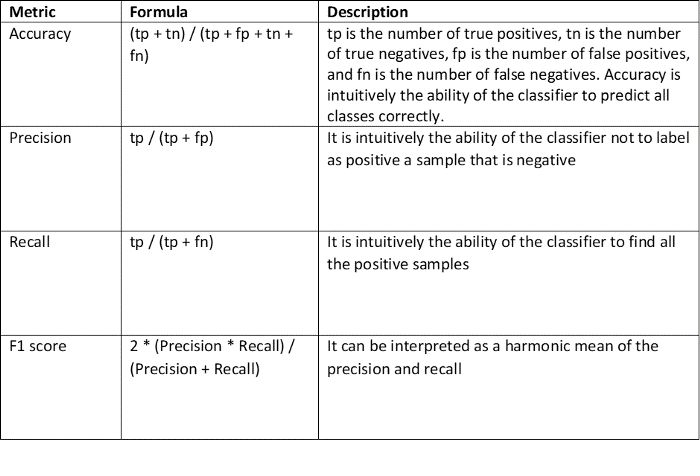 Metric Formula Description
Accuracy (tp + tn) / (tp + fp + tn + fn) tp is the number of true positives, tn is the number of true negatives, fp is the number of false positives, and fn is the number of false negatives. Accuracy is intuitively the ability of the classifier to predict all classes correctly.
Precision tp / (tp + fp) It is intuitively the ability of the classifier not to label as positive a sample that is negative
Recall tp / (tp + fn) It is intuitively the ability of the classifier to find all the positive samples
F1 score 2 * (Precision * Recall) / (Precision + Recall) It can be interpreted as a harmonic mean of the precision and recall